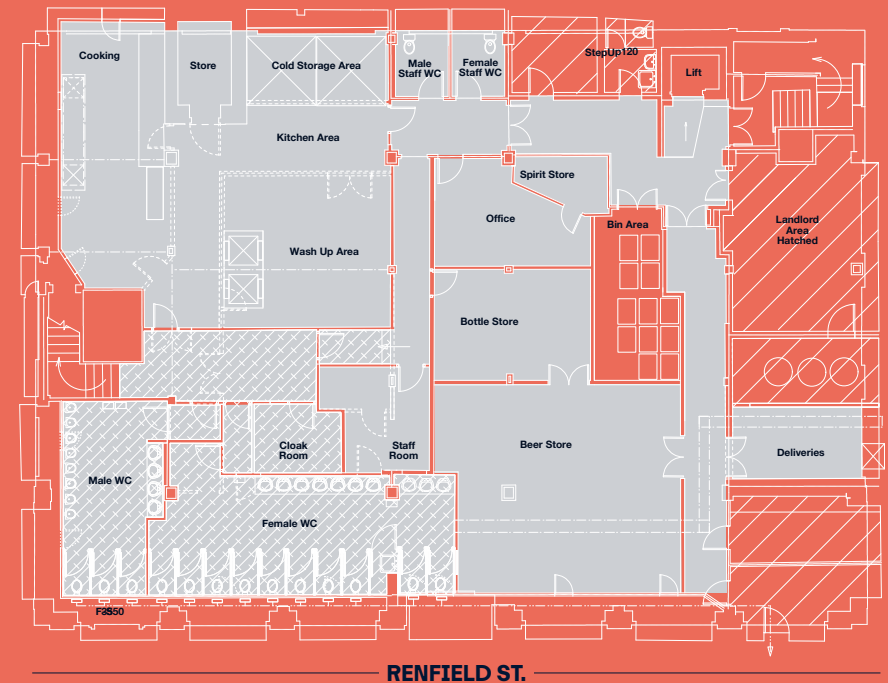 Cooking
Store
Cold Storage Area
Male
Staff WC
Female
Staff WC
StepUp120
Lift
Kitchen Area
Spirit Store
Office
Bin Area
Landlord
Area
Hatched
Wash Up Area
Bottle Store
Cloak
Room
Staff
Room
Beer Store
Deliveries
Male WC
Female WC
RENFIELD ST.